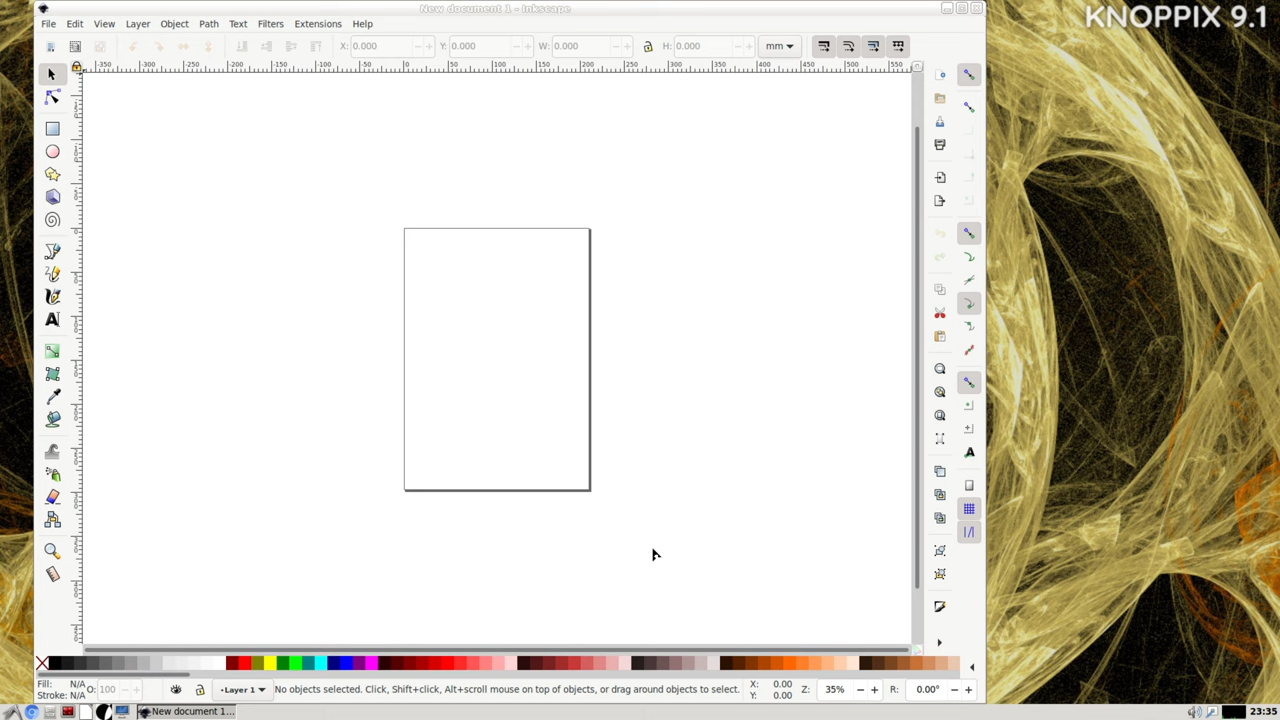 New document 1 - Inkscape
KNOPPIX 9.1
File Edit View Layer Object Path Text Filters Extensions Help
X: 0.000 - + Y: 0.000 - + W: 0.000 - + H: 0.000 - + mm
-350 -300 -250 -200 -150 -100 -50 0 50 100 150 200 250 300 350 400 450 500 550
Fill: N/A
Stroke: N/A
O: 100 - +
•Layer 1
No objects selected. Click, Shift+click, Alt+scroll mouse on top of objects, or drag around objects to select.
X: 0.00
Y: 0.00
Z: 35% - + R: 0.00° - +
New document 1...
23:35